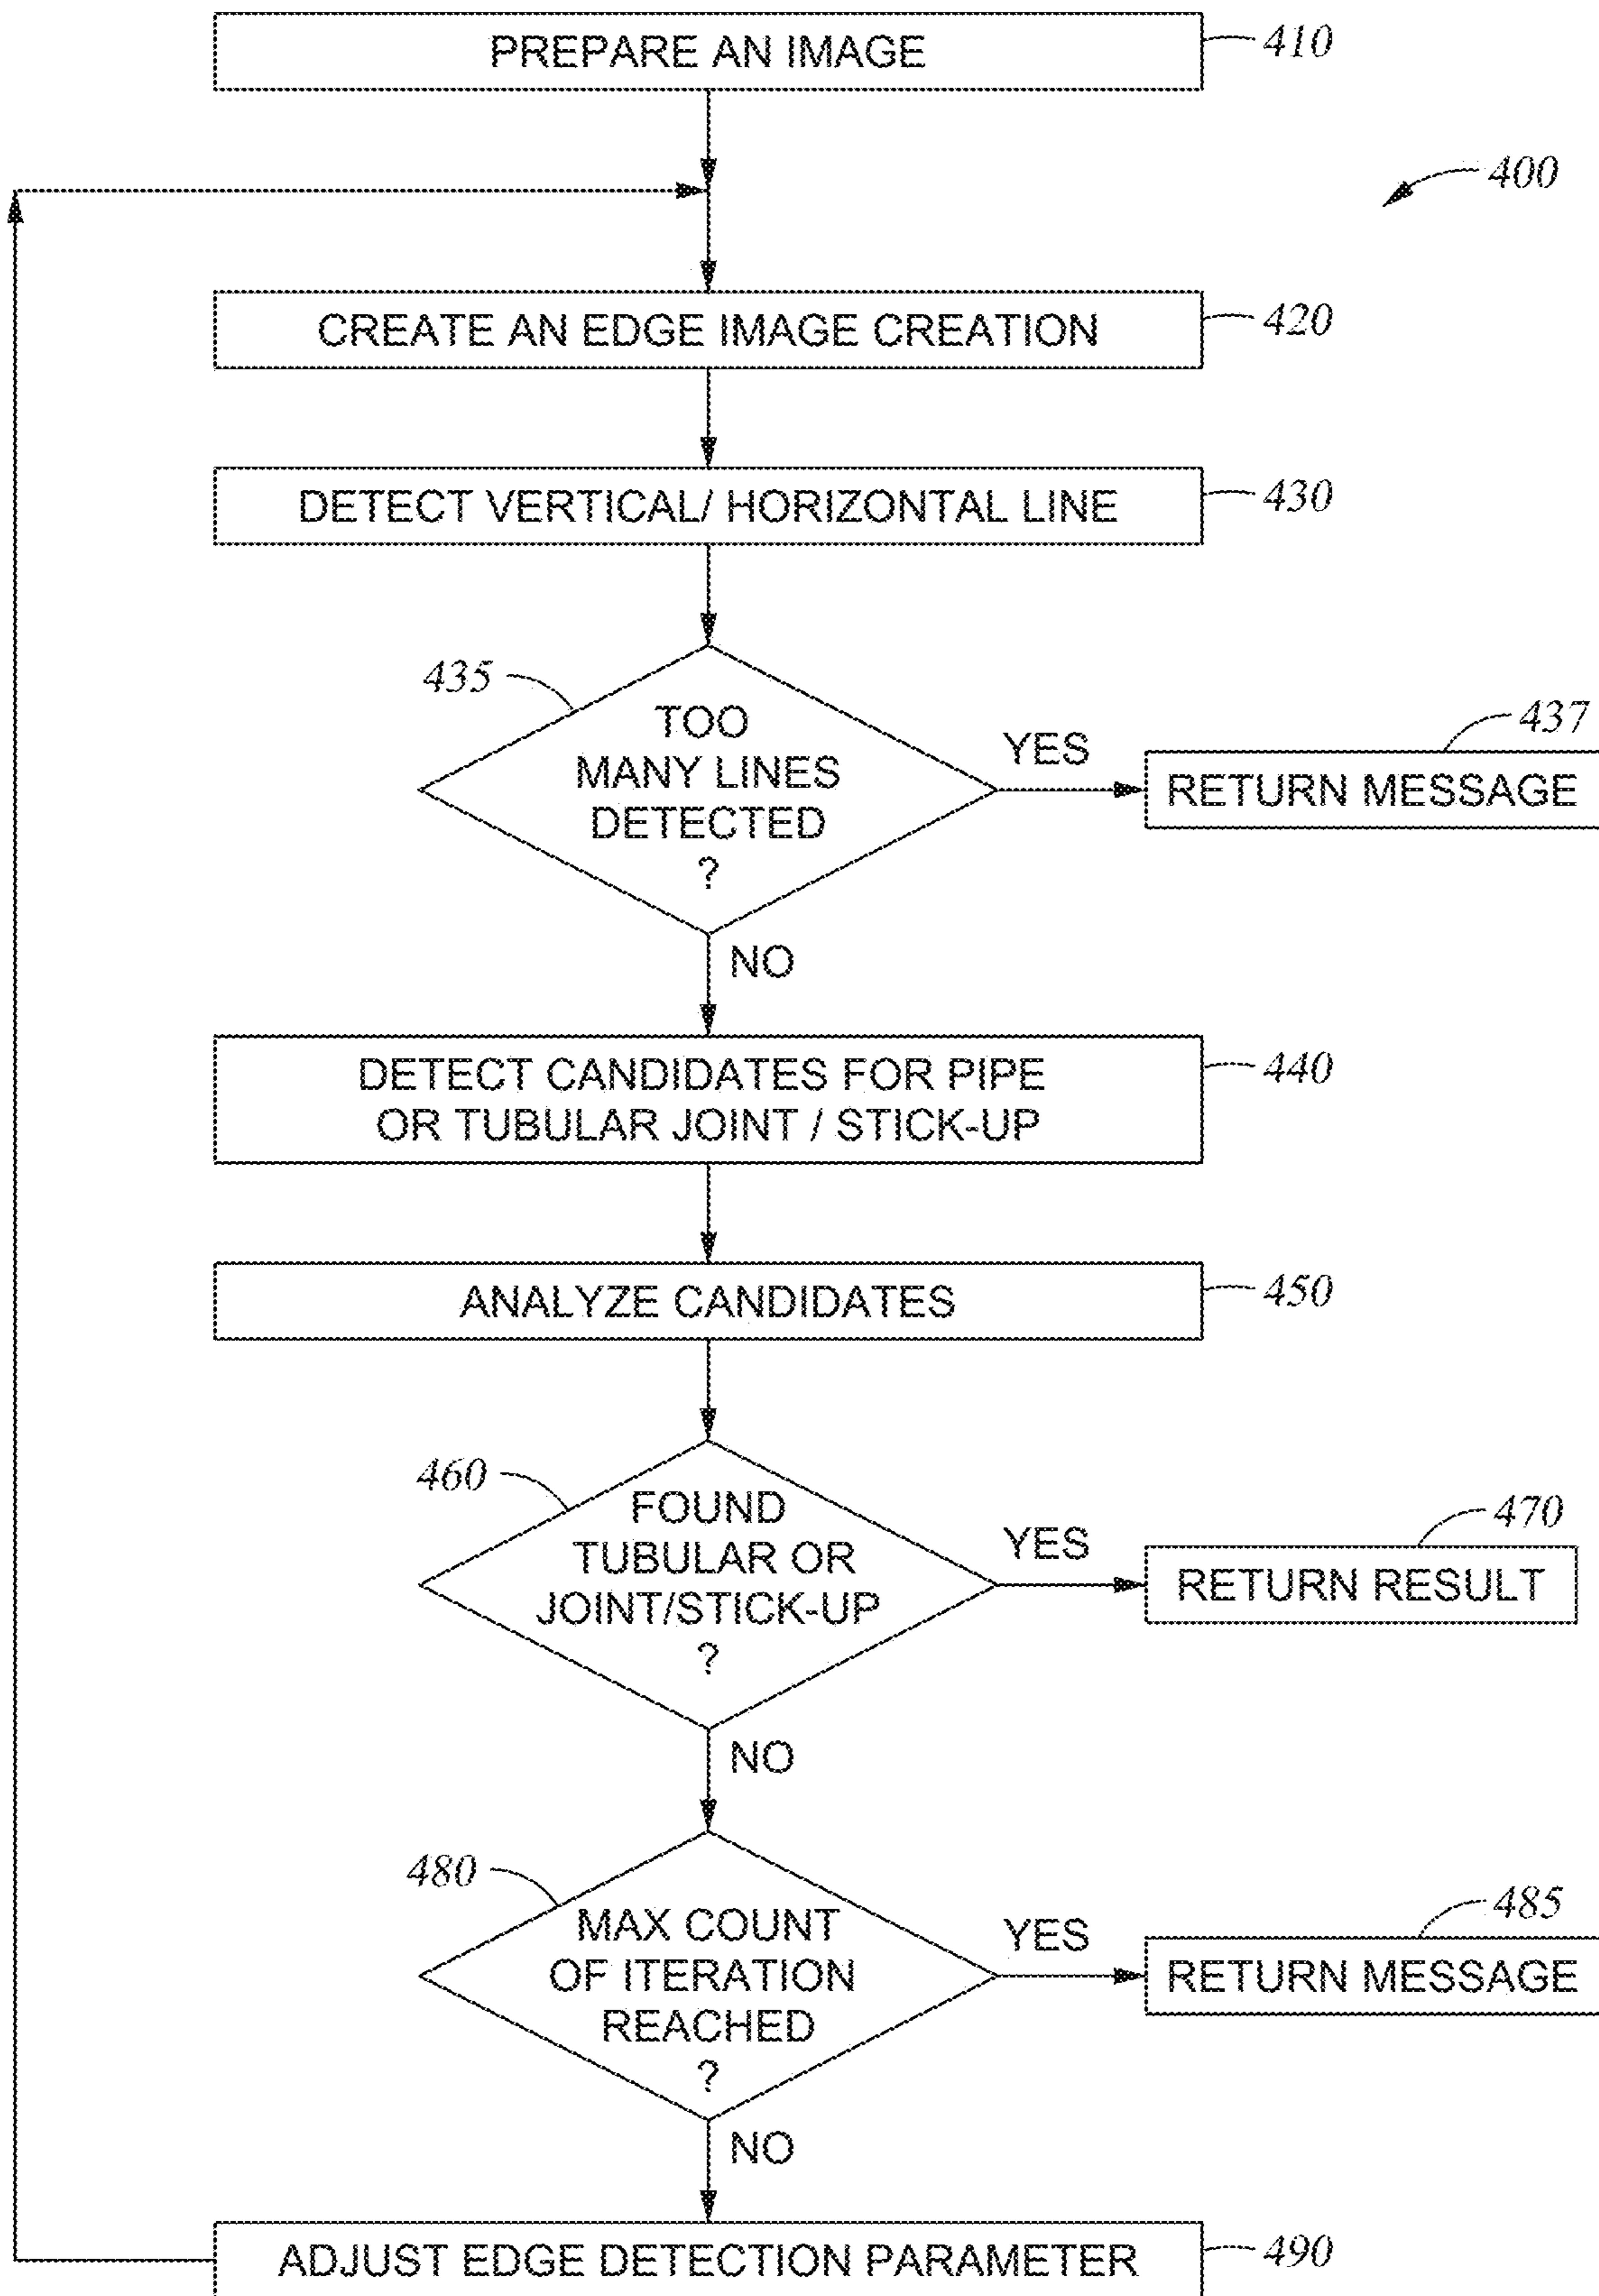 PREPARE AN IMAGE
410
400
CREATE AN EDGE IMAGE CREATION
420
DETECT VERTICAL/ HORIZONTAL LINE
430
435
TOO
MANY LINES
DETECTED
?
YES
437
RETURN MESSAGE
NO
DETECT CANDIDATES FOR PIPE
OR TUBULAR JOINT / STICK-UP
440
ANALYZE CANDIDATES
450
460
FOUND
TUBULAR OR
JOINT/STICK-UP
?
YES
470
RETURN RESULT
NO
480
MAX COUNT
OF ITERATION
REACHED
?
YES
485
RETURN MESSAGE
NO
ADJUST EDGE DETECTION PARAMETER
490